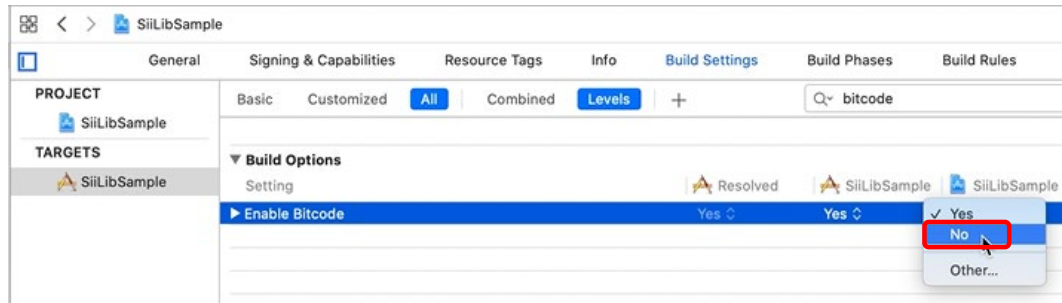 SiiLibSample
General Signing & Capabilities Resource Tags Info Build Settings Build Phases Build Rules
PROJECT
Basic Customized All Combined Levels + bitcode
SiiLibSample
TARGETS
Build Options
SiiLibSample
Setting Resolved SiiLibSample SiiLibSample
Enable Bitcode Yes Yes ✓ Yes
No
Other...